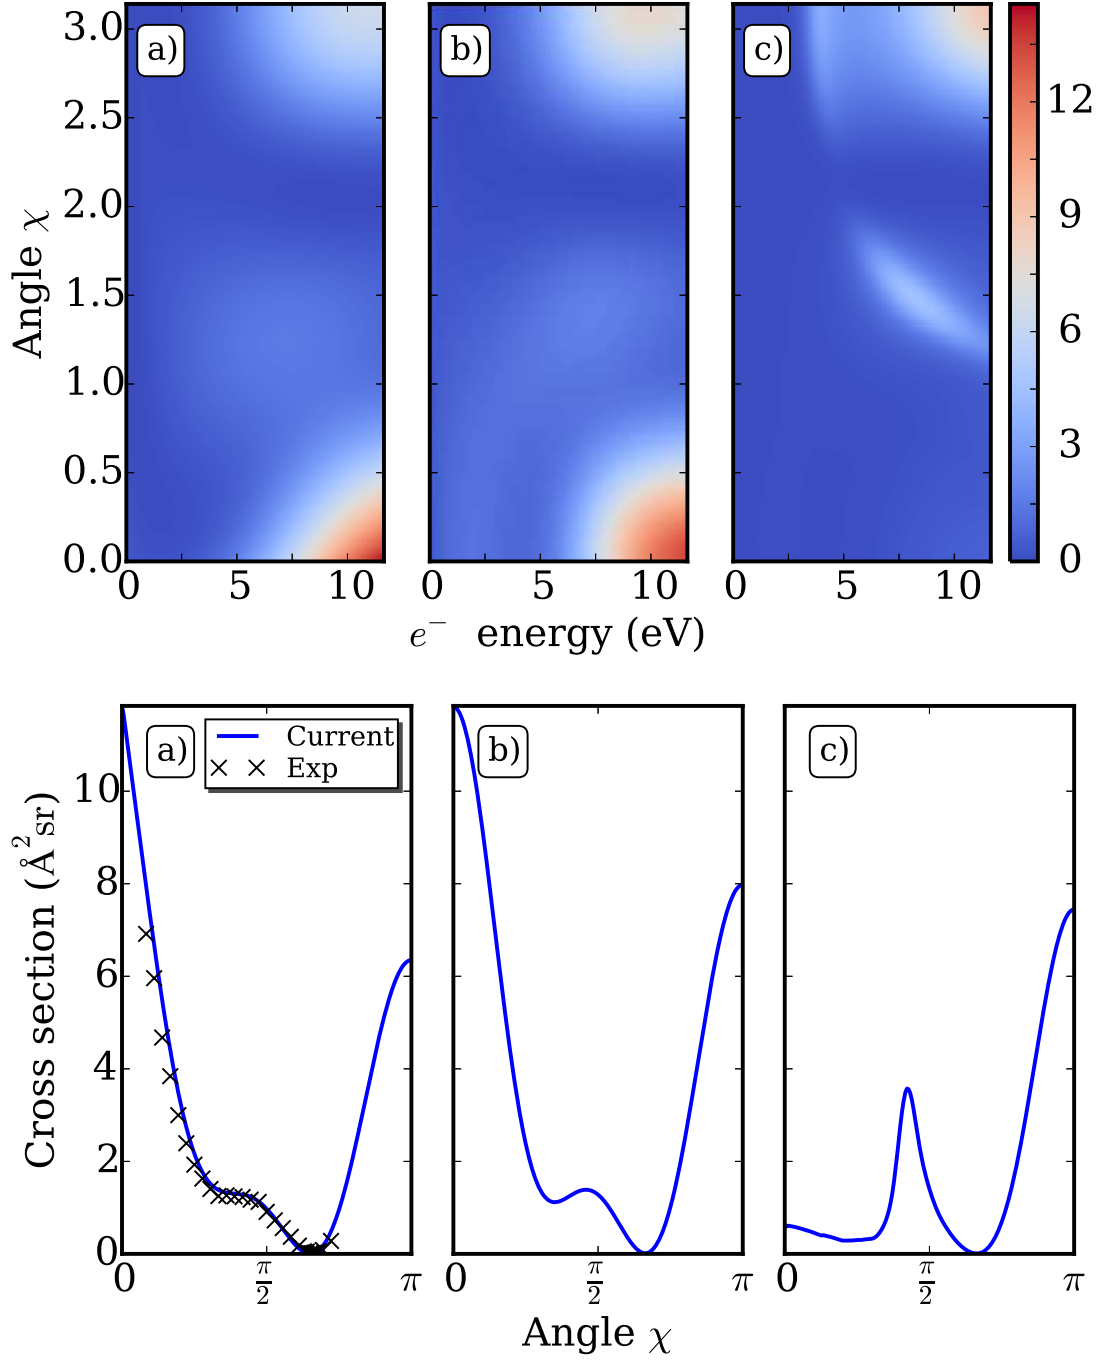 a) b) c)
3.0
2.5
2.0
1.5
1.0
0.5
0.0
Angle χ
0 5 10 0 5 10 0 5 10
e⁻ energy (eV)
12
9
6
3
0
a) b) c)
Current
Exp
10
8
6
4
2
0
Cross section (Å²sr)
0 π/2 π 0 π/2 π 0 π/2 π
Angle χ